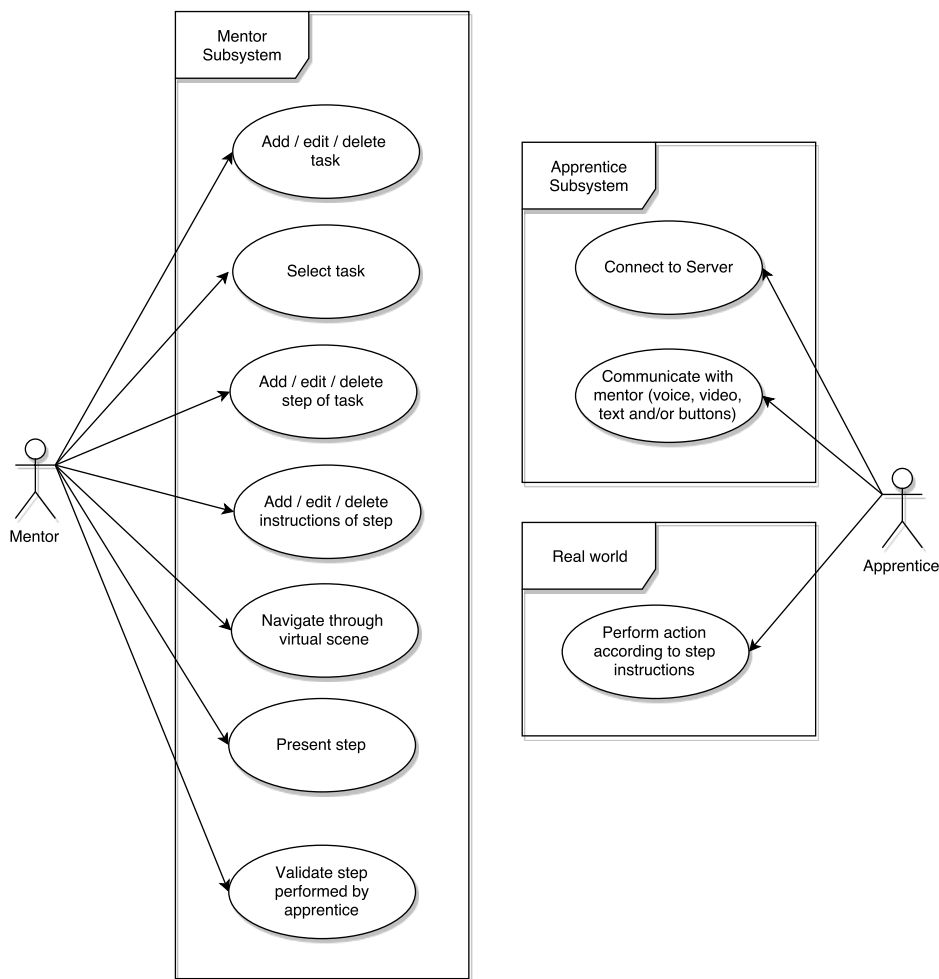 Mentor
Subsystem
Add / edit / delete
task
Select task
Add / edit / delete
step of task
Add / edit / delete
instructions of step
Navigate through
virtual scene
Present step
Validate step
performed by
apprentice
Mentor
Apprentice
Subsystem
Connect to Server
Communicate with
mentor (voice, video,
text and/or buttons)
Real world
Perform action
according to step
instructions
Apprentice